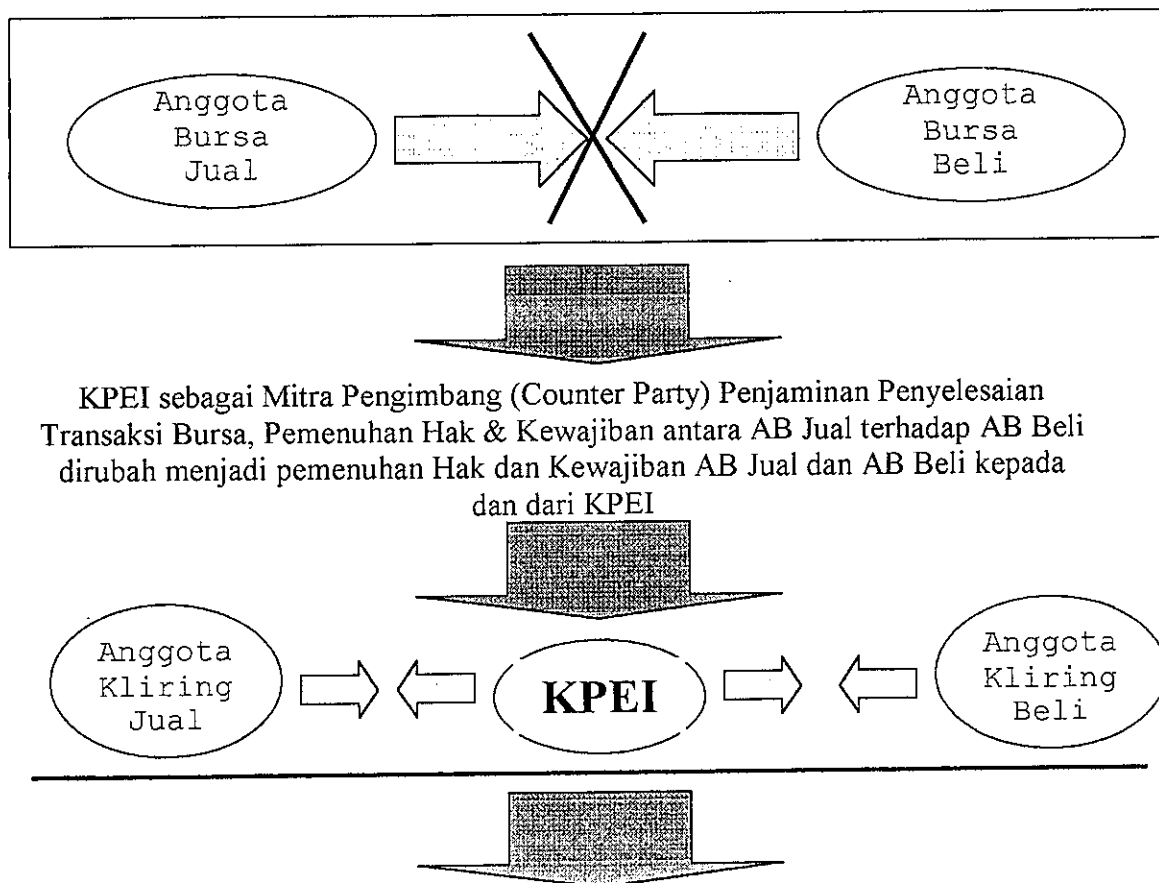 Anggota
Bursa
Jual
Anggota
Bursa
Beli
KPEI sebagai Mitra Pengimbang (Counter Party) Penjaminan Penyelesaian
Transaksi Bursa, Pemenuhan Hak & Kewajiban antara AB Jual terhadap AB Beli
dirubah menjadi pemenuhan Hak dan Kewajiban AB Jual dan AB Beli kepada
dan dari KPEI
Anggota
Kliring
Jual
KPEI
Anggota
Kliring
Beli